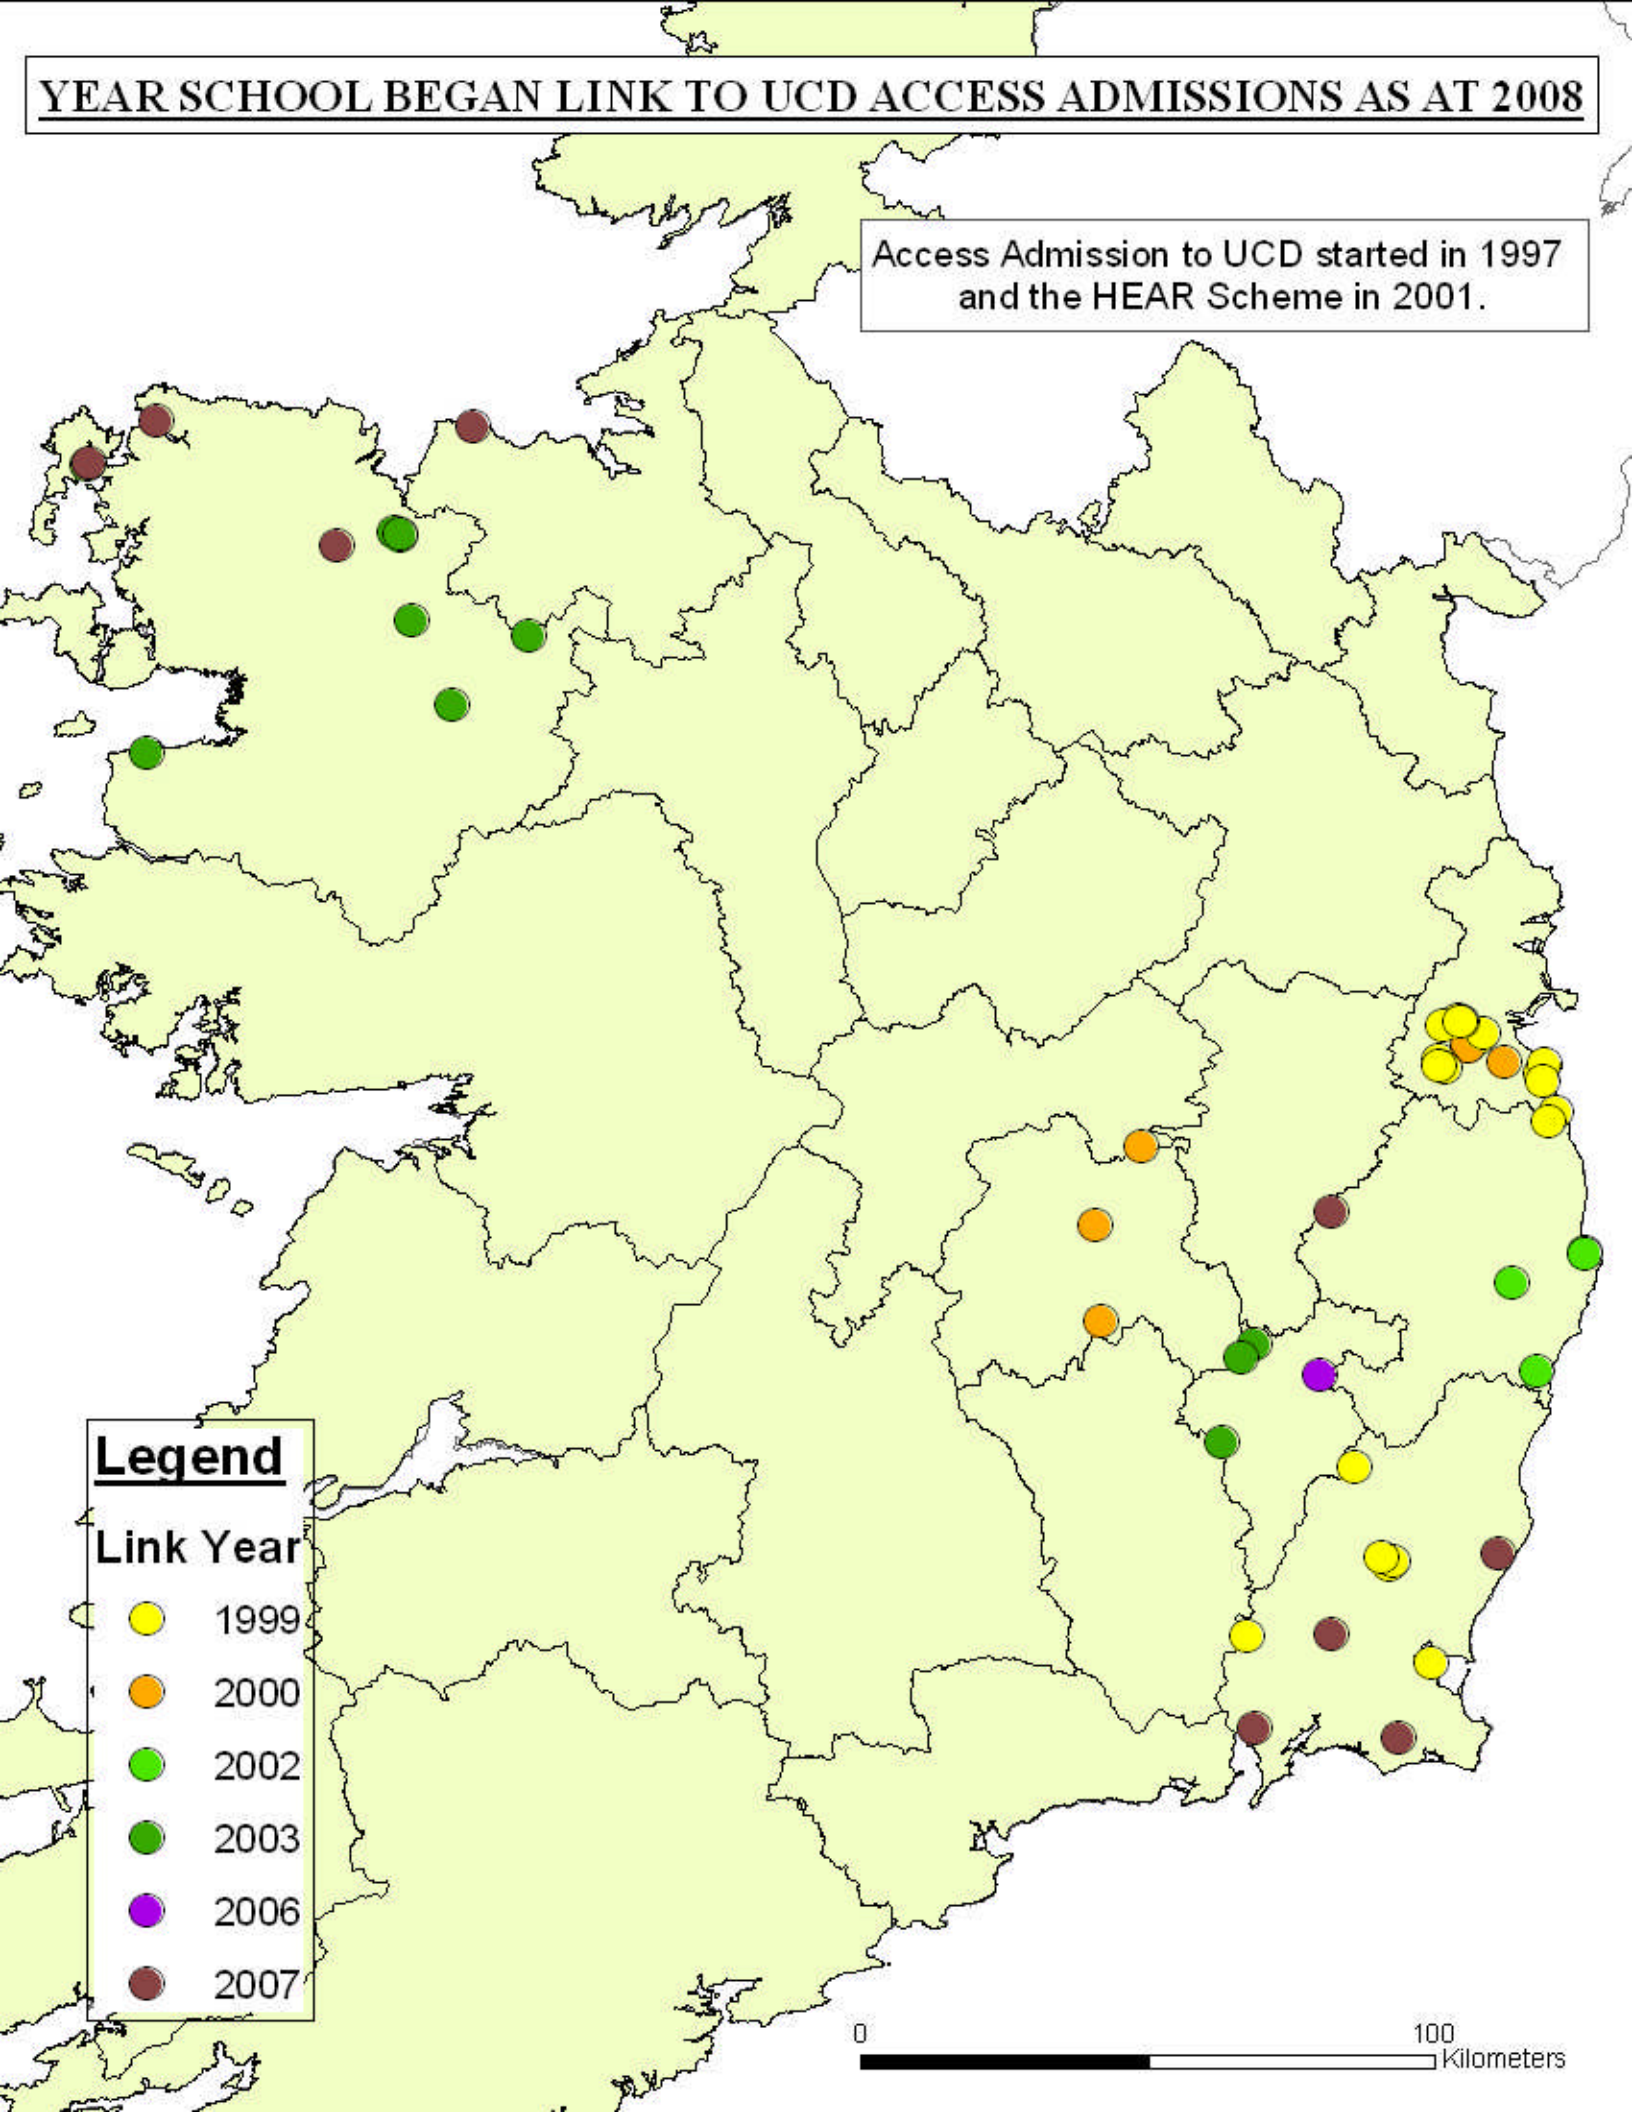 YEAR SCHOOL BEGAN LINK TO UCD ACCESS ADMISSIONS AS AT 2008
Access Admission to UCD started in 1997
and the HEAR Scheme in 2001.
Legend
Link Year
1999
2000
2002
2003
2006
2007
0 100
Kilometers